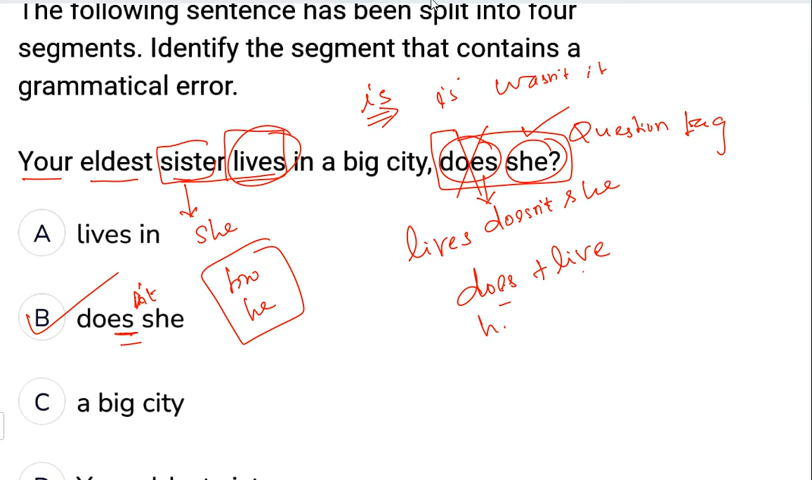 The following sentence has been split into four
segments. Identify the segment that contains a
grammatical error.
is is wasn't it
Question tag
Your eldest sister lives in a big city, does she?
lives doesn't she
A lives in she
does + live
bro
he
n't
B does she
h.
C a big city